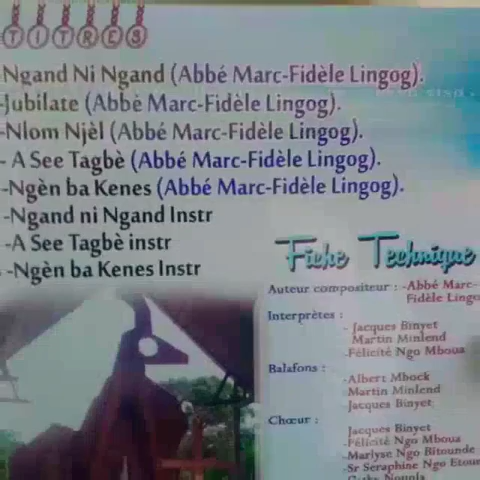 TITRES
-Ngand Ni Ngand (Abbé Marc-Fidèle Lingog).
-Jubilate (Abbé Marc-Fidèle Lingog).
-Nlom Njèl (Abbé Marc-Fidèle Lingog).
- A See Tagbè (Abbé Marc-Fidèle Lingog).
-Ngèn ba Kenes (Abbé Marc-Fidèle Lingog).
-Ngand ni Ngand Instr
-A See Tagbè instr
-Ngèn ba Kenes Instr
Fiche Technique
Auteur compositeur : -Abbé Marc-
Fidèle Lingo
Interprètes :
- Jacques Binyet
Martin Minlend
-Félicité Ngo Mboua
Balafons :
-Albert Mbock
Martin Minlend
-Jacques Binyet
Chœur :
Jacques Binyet
-Félicité Ngo Mboua
-Marlyse Ngo Bitounde
-Sr Séraphine Ngo Etoun